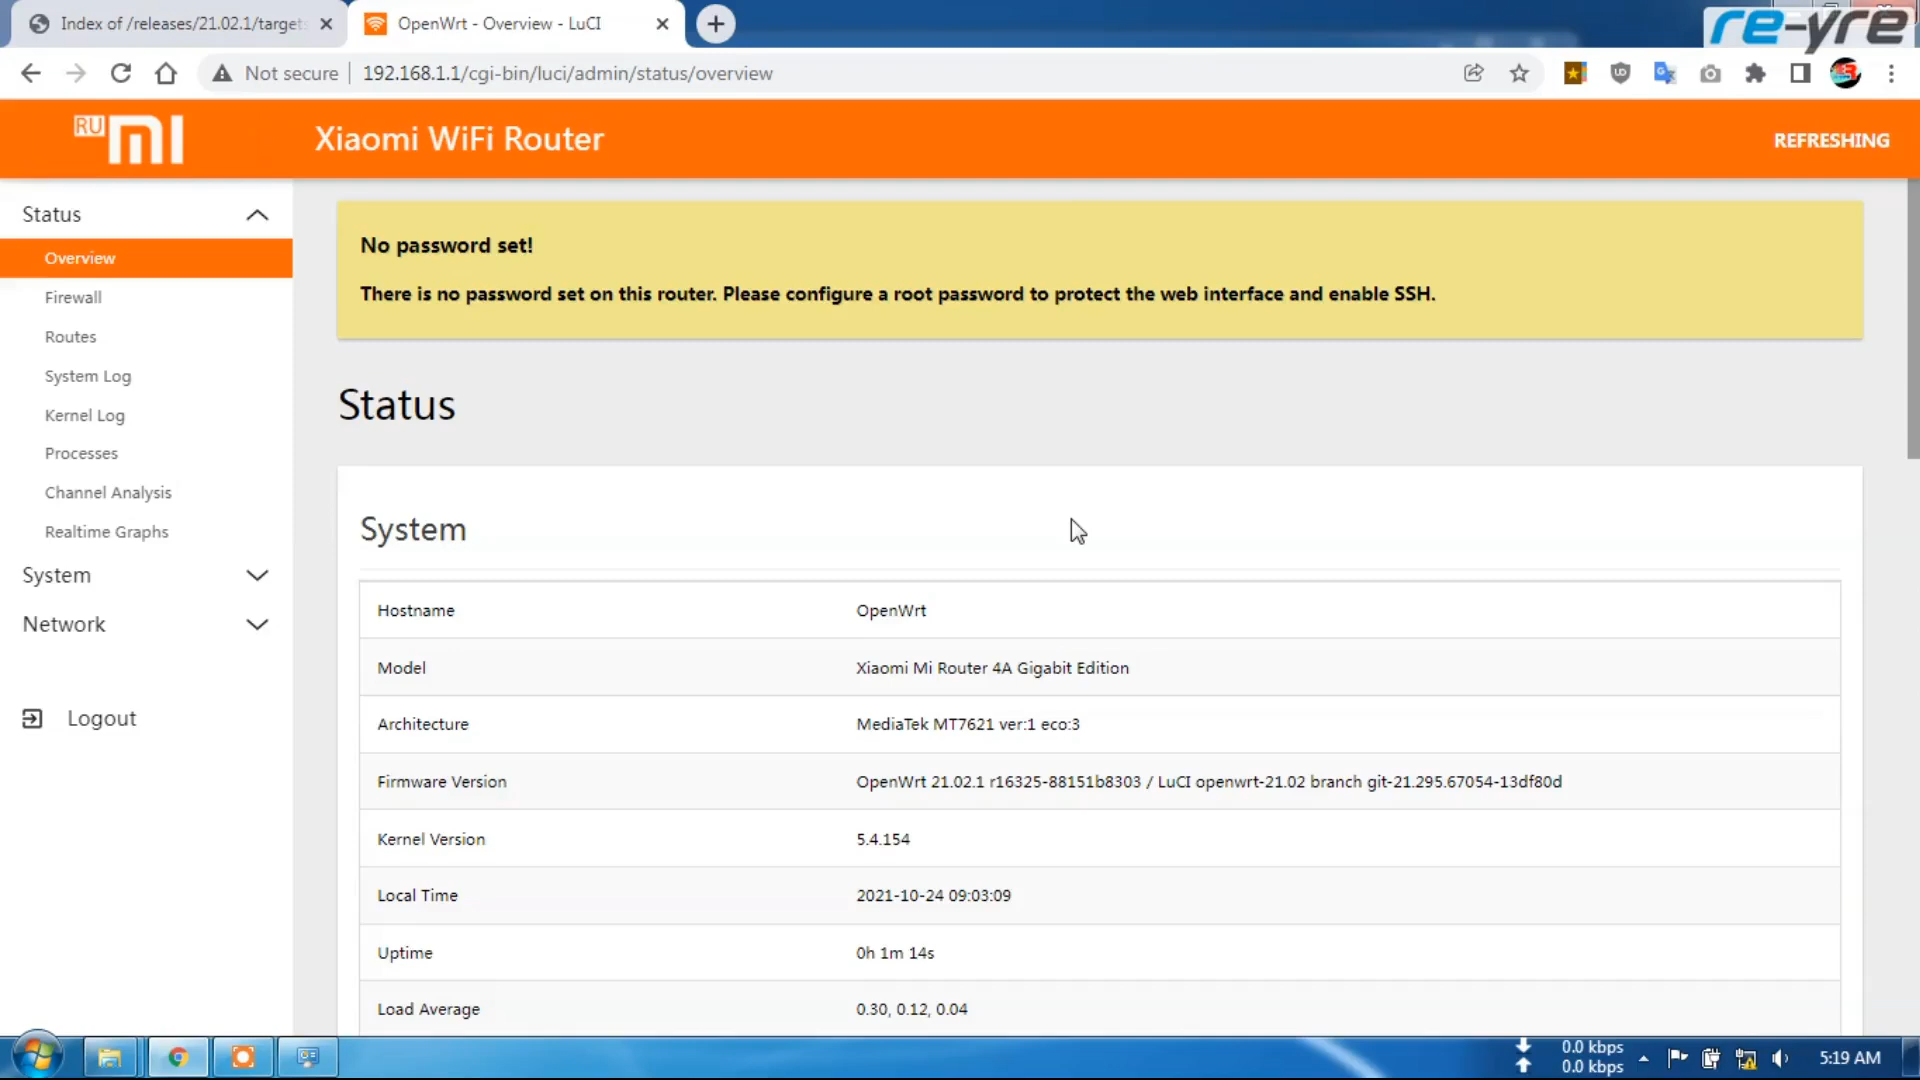 Index of /releases/21.02.1/target
OpenWrt - Overview - LuCI
re-yre
Not secure
192.168.1.1/cgi-bin/luci/admin/status/overview
RU mi
Xiaomi WiFi Router
REFRESHING
Status
Overview
Firewall
Routes
System Log
Kernel Log
Processes
Channel Analysis
Realtime Graphs
System
Network
Logout
No password set!
There is no password set on this router. Please configure a root password to protect the web interface and enable SSH.
Status
System
Hostname OpenWrt
Model Xiaomi Mi Router 4A Gigabit Edition
Architecture MediaTek MT7621 ver:1 eco:3
Firmware Version OpenWrt 21.02.1 r16325-88151b8303 / LuCI openwrt-21.02 branch git-21.295.67054-13df80d
Kernel Version 5.4.154
Local Time 2021-10-24 09:03:09
Uptime 0h 1m 14s
Load Average 0.30, 0.12, 0.04
0.0 kbps
0.0 kbps
5:19 AM